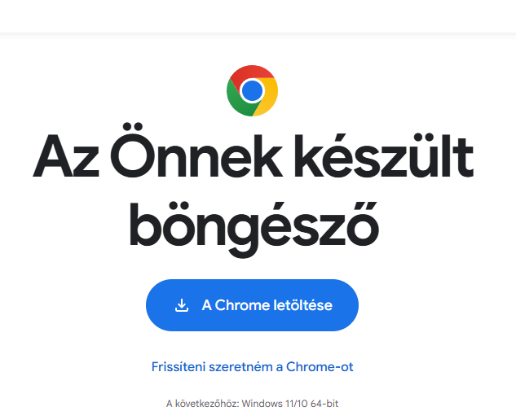 Az Önnek készült
böngésző
A Chrome letöltése
Frissíteni szeretném a Chrome-ot
A következőhöz: Windows 11/10 64-bit